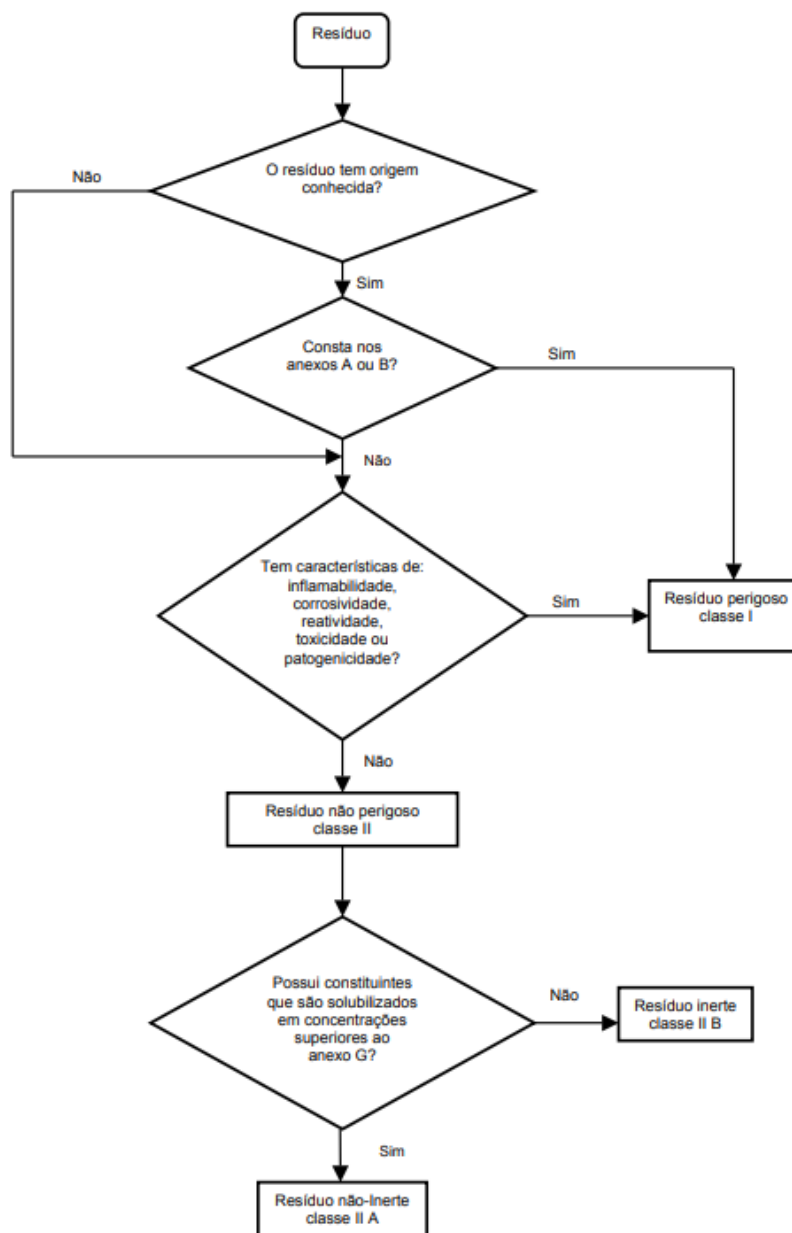 Resíduo
O resíduo tem origem
conhecida?
Não
Sim
Consta nos
anexos A ou B?
Sim
Não
Tem características de:
inflamabilidade,
corrosividade,
reatividade,
toxicidade ou
patogenicidade?
Sim
Resíduo perigoso
classe I
Não
Resíduo não perigoso
classe II
Possui constituintes
que são solubilizados
em concentrações
superiores ao
anexo G?
Não
Resíduo inerte
classe II B
Sim
Resíduo não-Inerte
classe II A